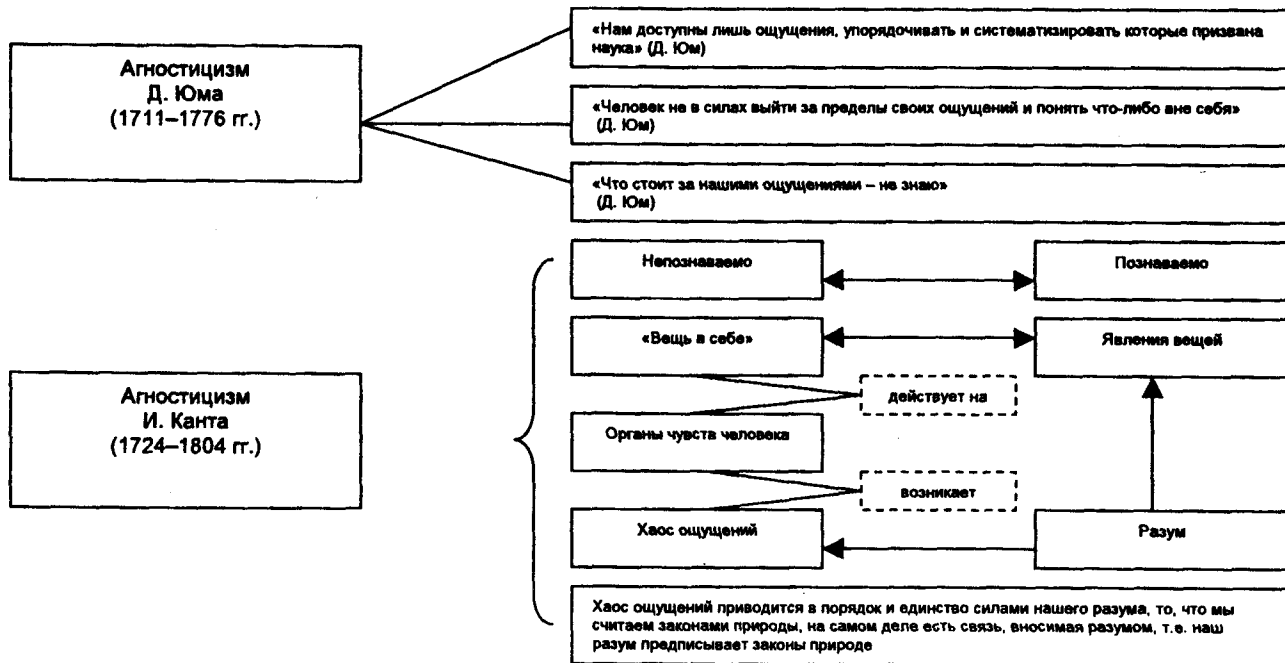 Агностицизм
Д. Юма
(1711–1776 гг.)
«Нам доступны лишь ощущения, упорядочивать и систематизировать которые призвана
наука» (Д. Юм)
«Человек не в силах выйти за пределы своих ощущений и понять что-либо вне себя»
(Д. Юм)
«Что стоит за нашими ощущениями – не знаю»
(Д. Юм)
Агностицизм
И. Канта
(1724–1804 гг.)
Непознаваемо
Познаваемо
«Вещь в себе»
Явления вещей
действует на
Органы чувств человека
возникает
Хаос ощущений
Разум
Хаос ощущений приводится в порядок и единство силами нашего разума, то, что мы
считаем законами природы, на самом деле есть связь, вносимая разумом, т.е. наш
разум предписывает законы природе